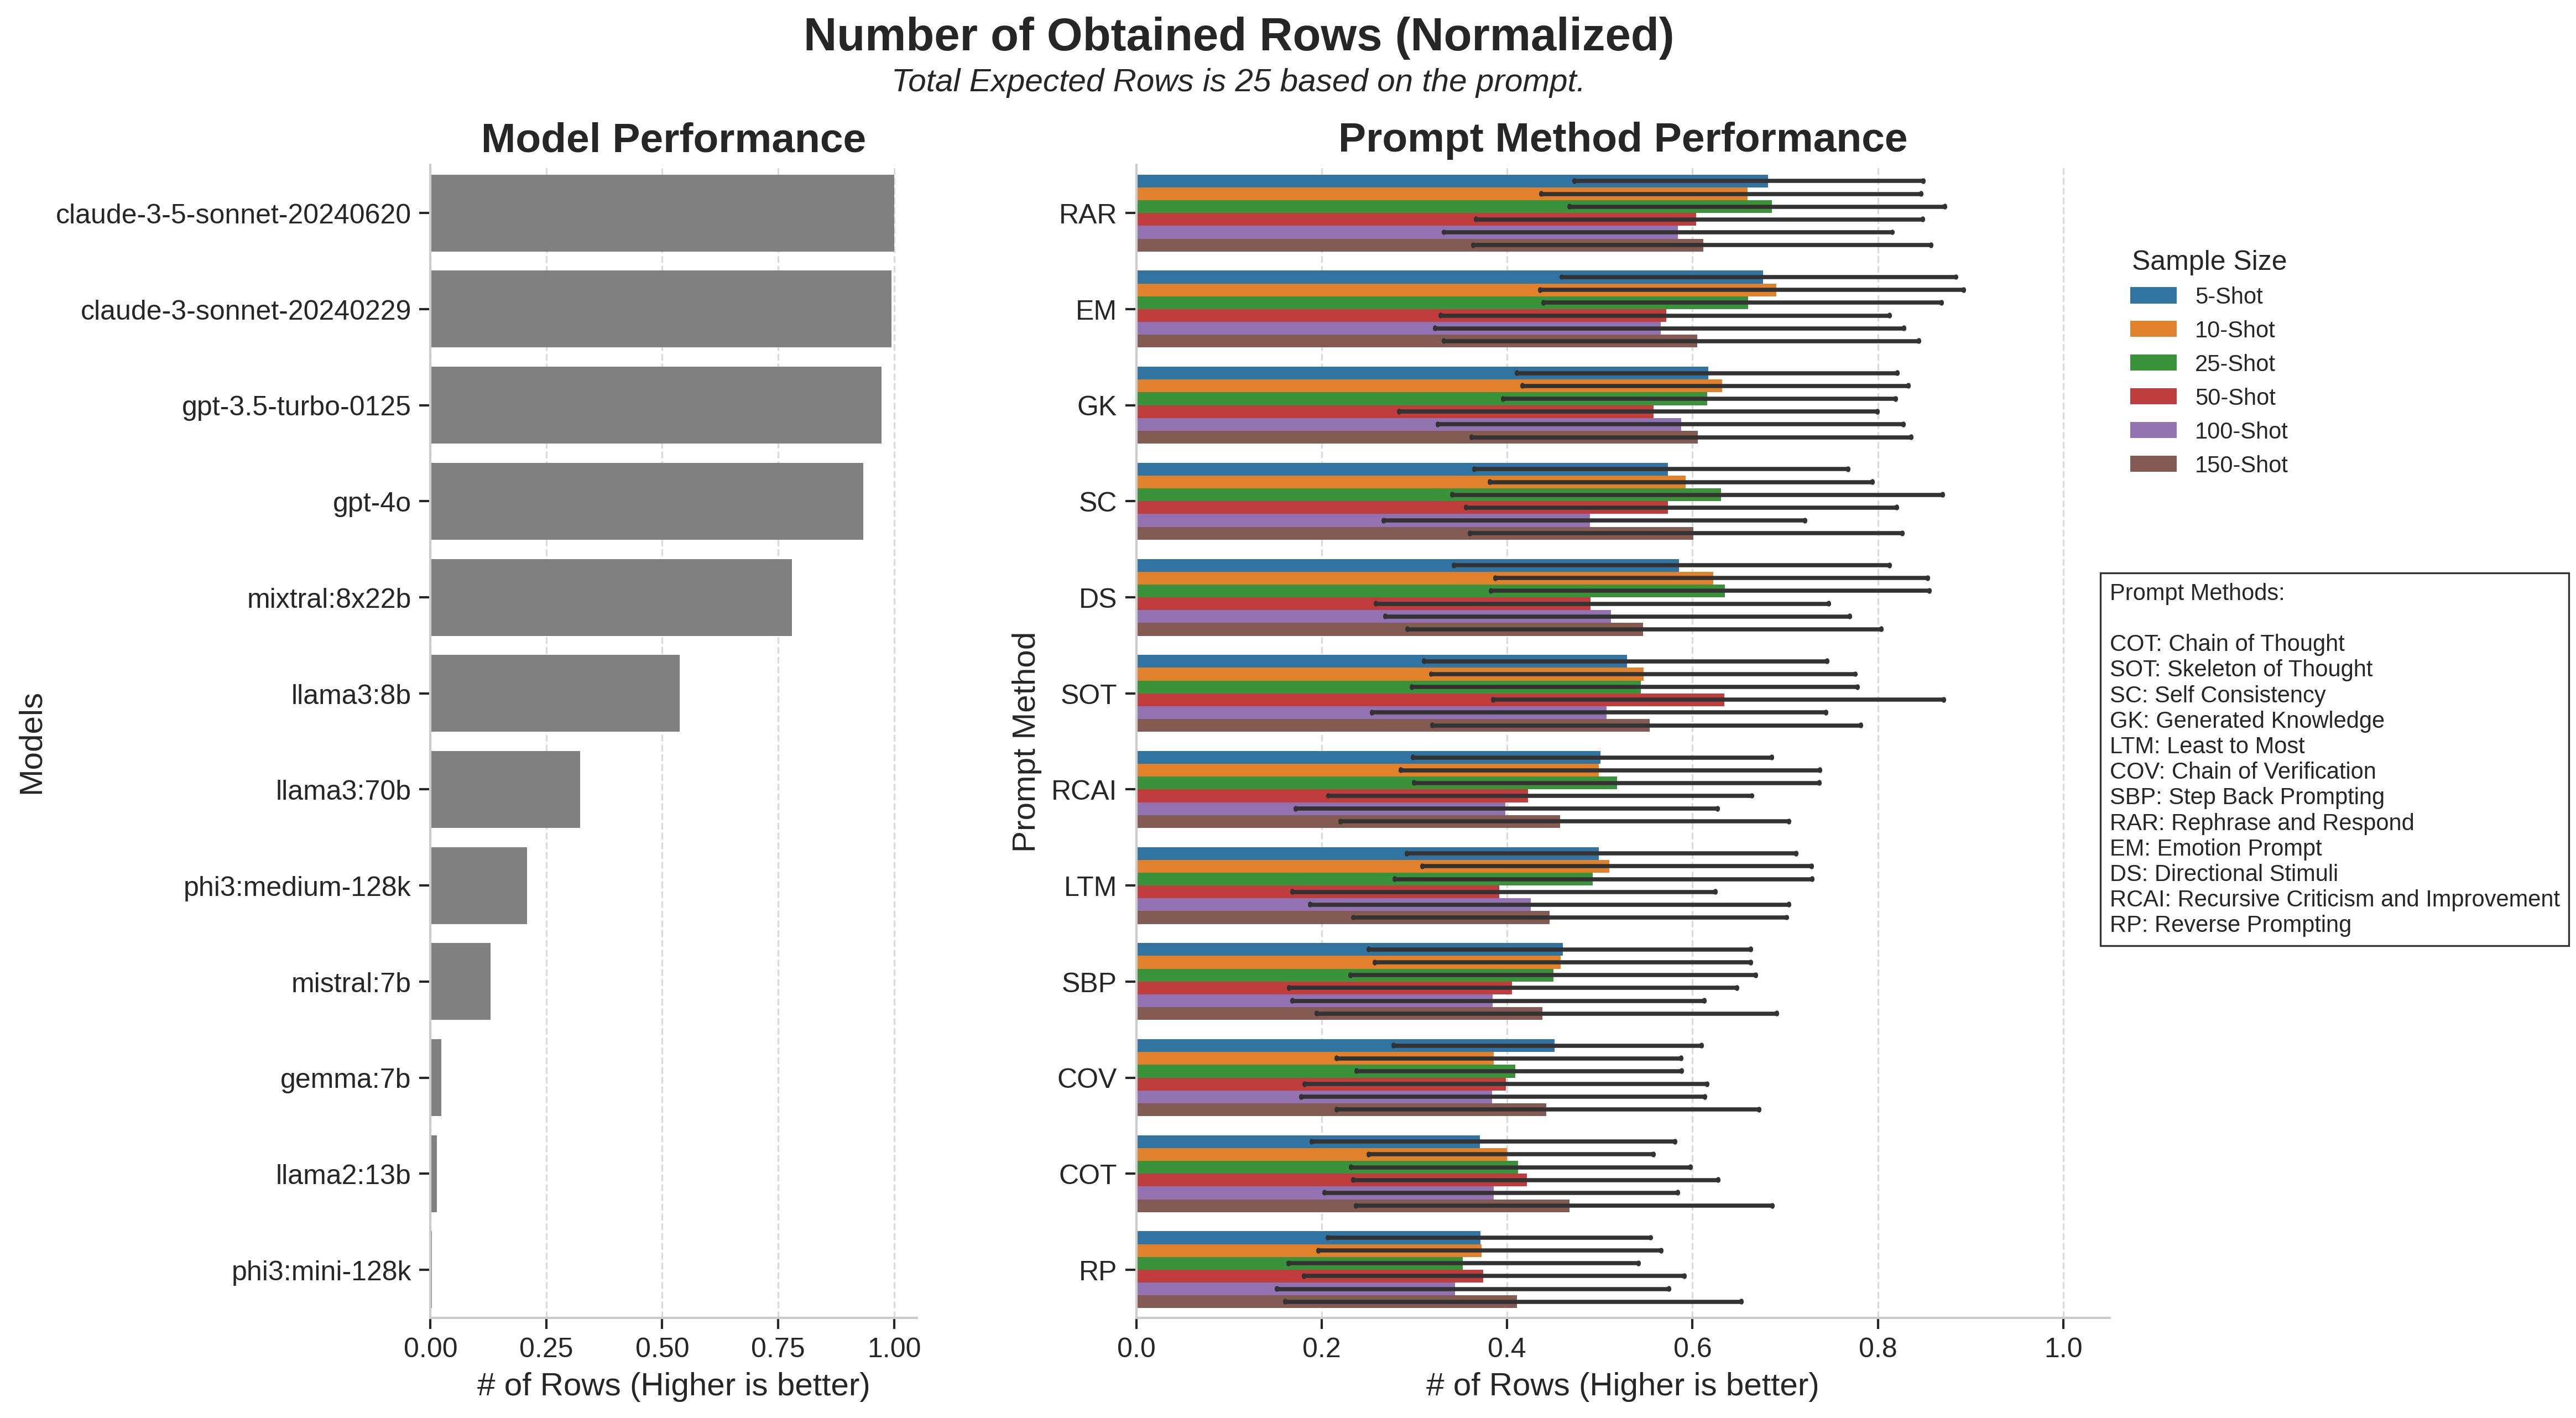 Number of Obtained Rows (Normalized)
Total Expected Rows is 25 based on the prompt.
Model Performance
Models
claude-3-5-sonnet-20240620
claude-3-sonnet-20240229
gpt-3.5-turbo-0125
gpt-4o
mixtral:8x22b
llama3:8b
llama3:70b
phi3:medium-128k
mistral:7b
gemma:7b
llama2:13b
phi3:mini-128k
0.00 0.25 0.50 0.75 1.00
# of Rows (Higher is better)
Prompt Method Performance
Prompt Method
RAR
EM
GK
SC
DS
SOT
RCAI
LTM
SBP
COV
COT
RP
0.0 0.2 0.4 0.6 0.8 1.0
# of Rows (Higher is better)
Sample Size
5-Shot
10-Shot
25-Shot
50-Shot
100-Shot
150-Shot
Prompt Methods:
COT: Chain of Thought
SOT: Skeleton of Thought
SC: Self Consistency
GK: Generated Knowledge
LTM: Least to Most
COV: Chain of Verification
SBP: Step Back Prompting
RAR: Rephrase and Respond
EM: Emotion Prompt
DS: Directional Stimuli
RCAI: Recursive Criticism and Improvement
RP: Reverse Prompting